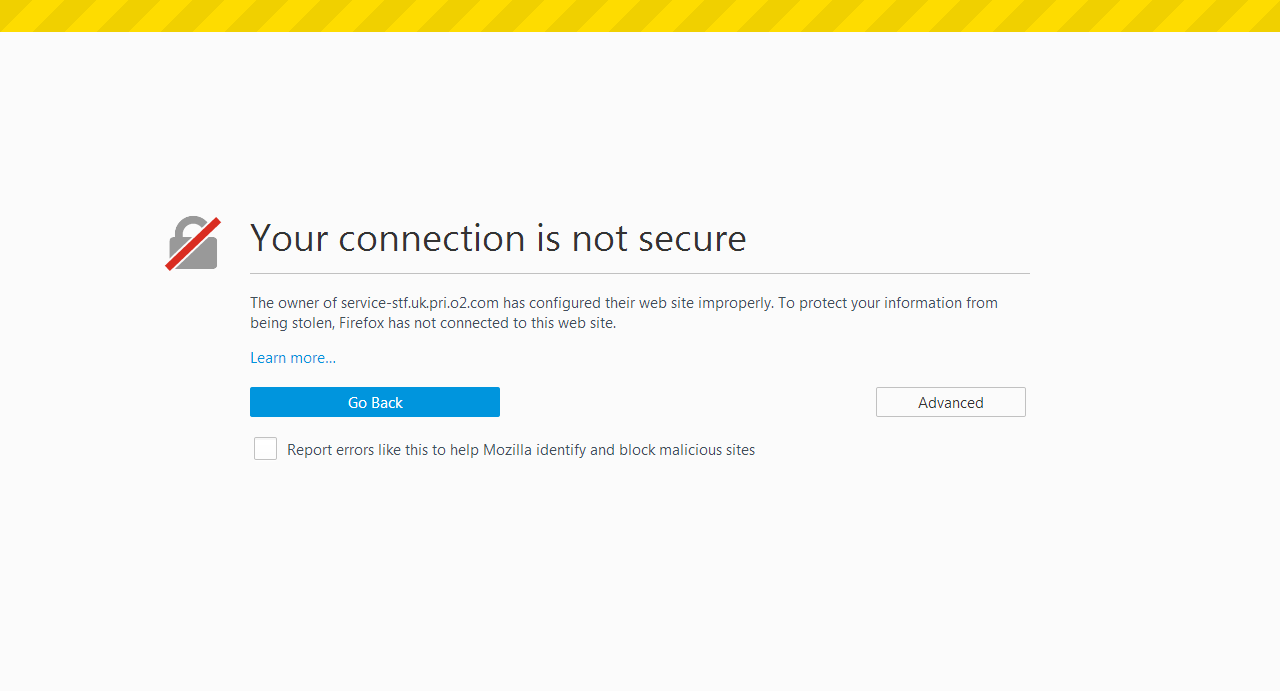 Your connection is not secure
The owner of service-stf.uk.pri.o2.com has configured their web site improperly. To protect your information from
being stolen, Firefox has not connected to this web site.
Learn more...
Go Back
Advanced
Report errors like this to help Mozilla identify and block malicious sites